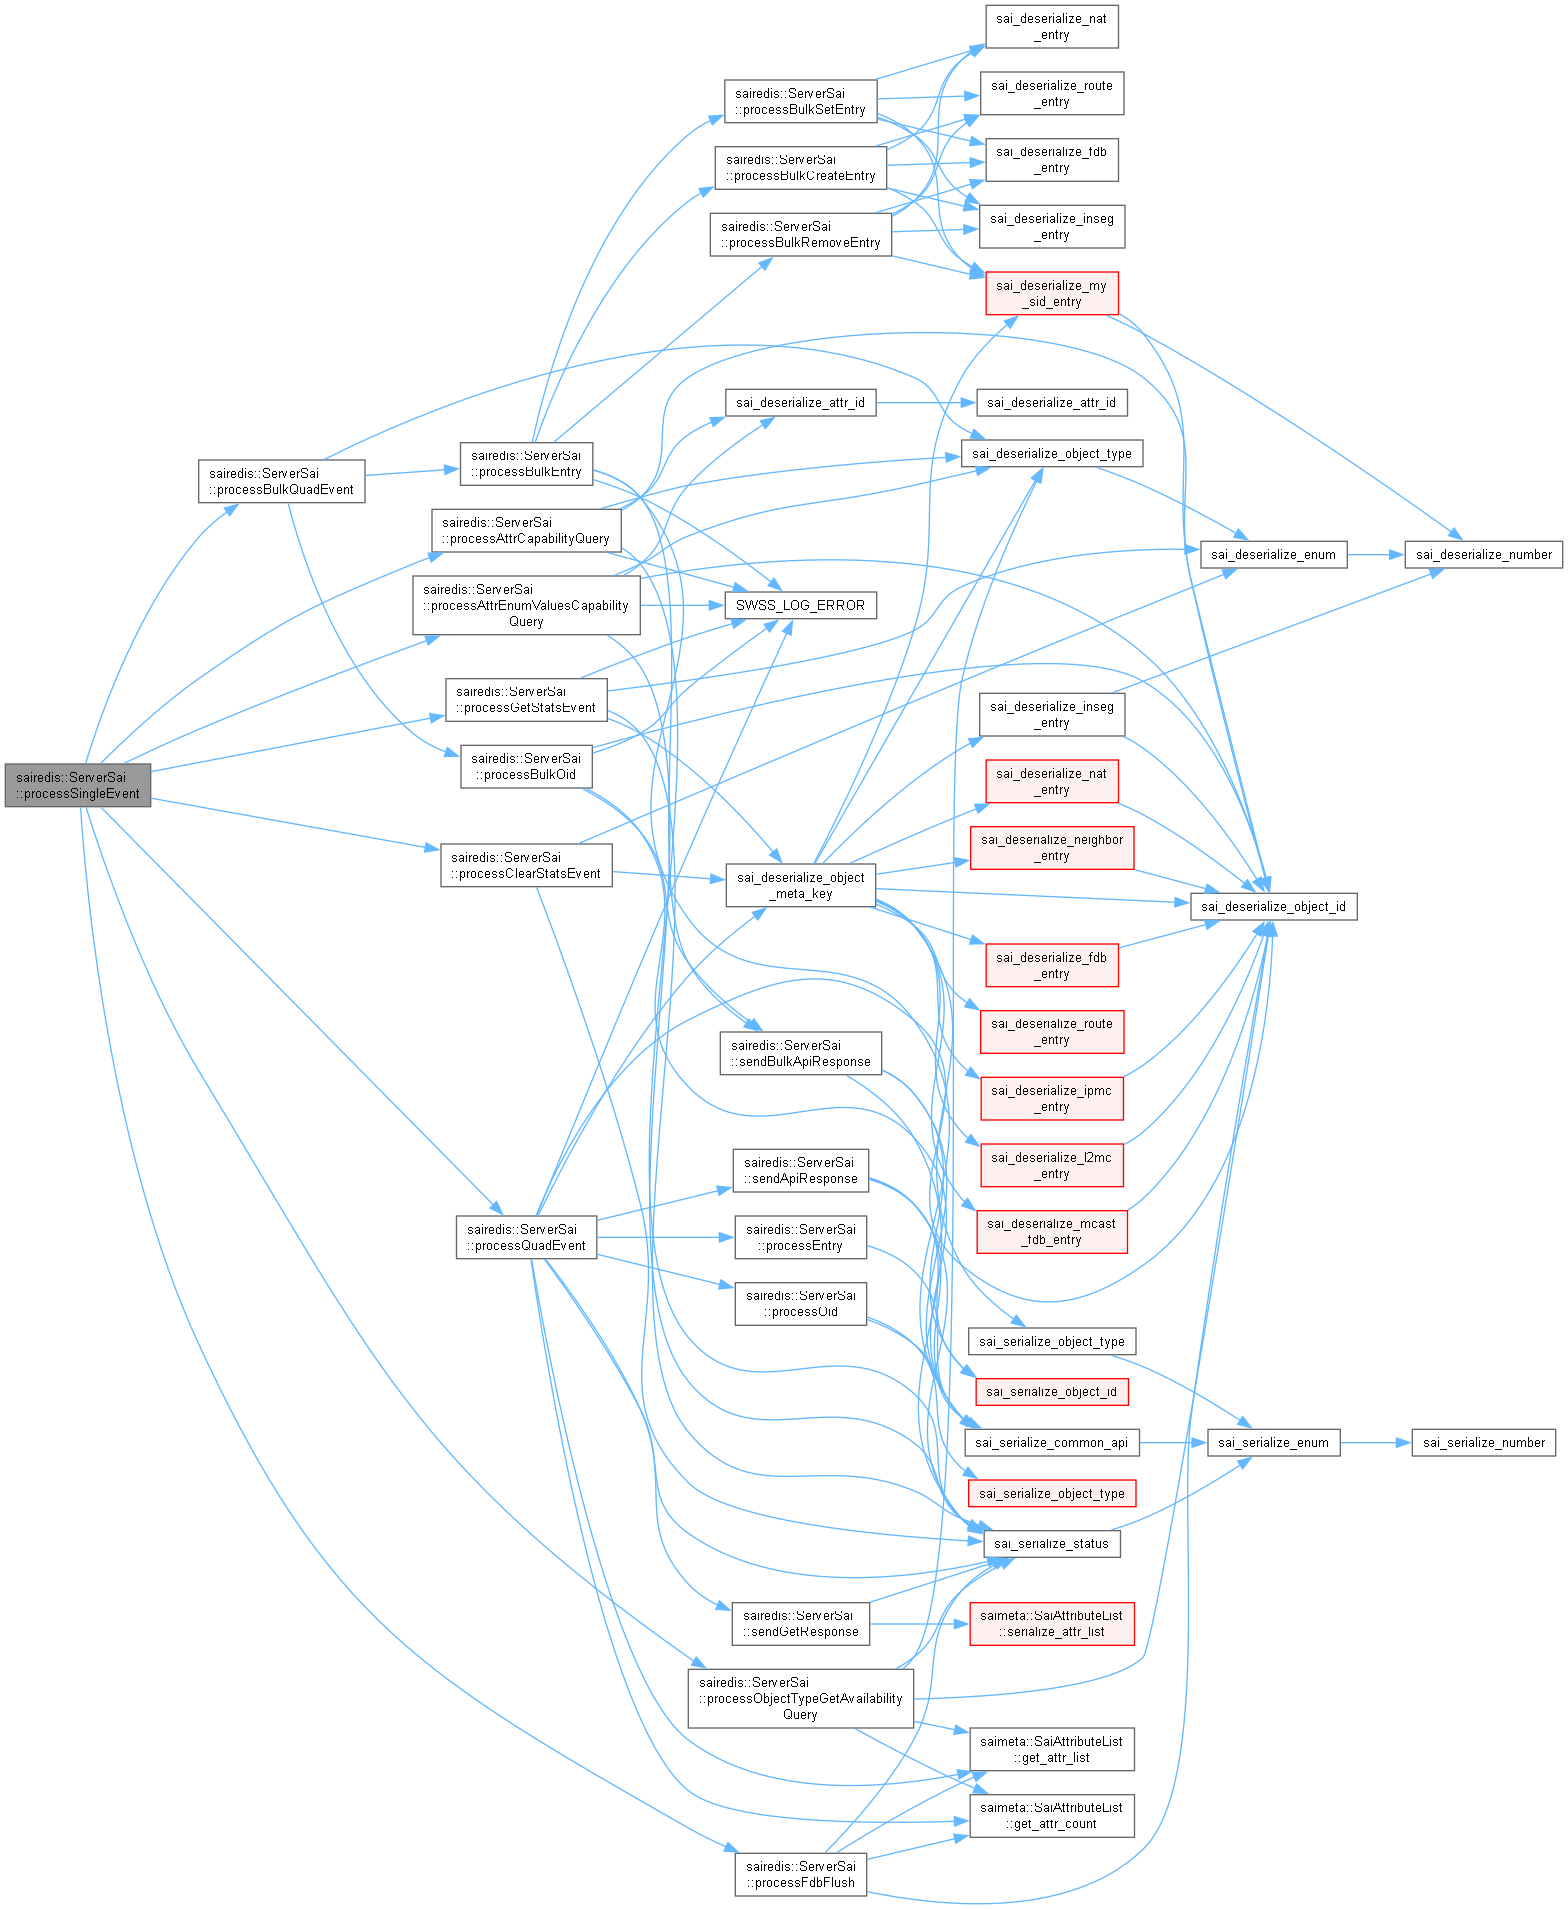 sairedis::ServerSai
::processSingleEvent
sairedis::ServerSai
::processBulkQuadEvent
sairedis::ServerSai
::processBulkEntry
sairedis::ServerSai
::processAttrCapabilityQuery
sairedis::ServerSai
::processAttrEnumValuesCapability
Query
sairedis::ServerSai
::processGetStatsEvent
sairedis::ServerSai
::processBulkOid
sairedis::ServerSai
::processClearStatsEvent
sairedis::ServerSai
::processQuadEvent
sairedis::ServerSai
::processBulkSetEntry
sairedis::ServerSai
::processBulkCreateEntry
sairedis::ServerSai
::processBulkRemoveEntry
sai_deserialize_attr_id
SWSS_LOG_ERROR
sai_deserialize_object
_meta_key
sairedis::ServerSai
::sendBulkApiResponse
sairedis::ServerSai
::sendApiResponse
sairedis::ServerSai
::processEntry
sairedis::ServerSai
::processOid
sairedis::ServerSai
::sendGetResponse
sairedis::ServerSai
::processObjectTypeGetAvailability
Query
sairedis::ServerSai
::processFdbFlush
sai_deserialize_nat
_entry
sai_deserialize_route
_entry
sai_deserialize_fdb
_entry
sai_deserialize_inseg
_entry
sai_deserialize_my
_sid_entry
sai_deserialize_attr_id
sai_deserialize_object_type
sai_deserialize_inseg
_entry
sai_deserialize_nat
_entry
sai_deserialize_neighbor
_entry
sai_deserialize_fdb
_entry
sai_deserialize_route
_entry
sai_deserialize_ipmc
_entry
sai_deserialize_l2mc
_entry
sai_deserialize_mcast
_fdb_entry
sai_serialize_object_type
sai_serialize_object_id
sai_serialize_common_api
sai_serialize_object_type
sai_serialize_status
saimeta::SaiAttributeList
::serialize_attr_list
saimeta::SaiAttributeList
::get_attr_list
saimeta::SaiAttributeList
::get_attr_count
sai_deserialize_enum
sai_deserialize_object_id
sai_serialize_enum
sai_deserialize_number
sai_serialize_number